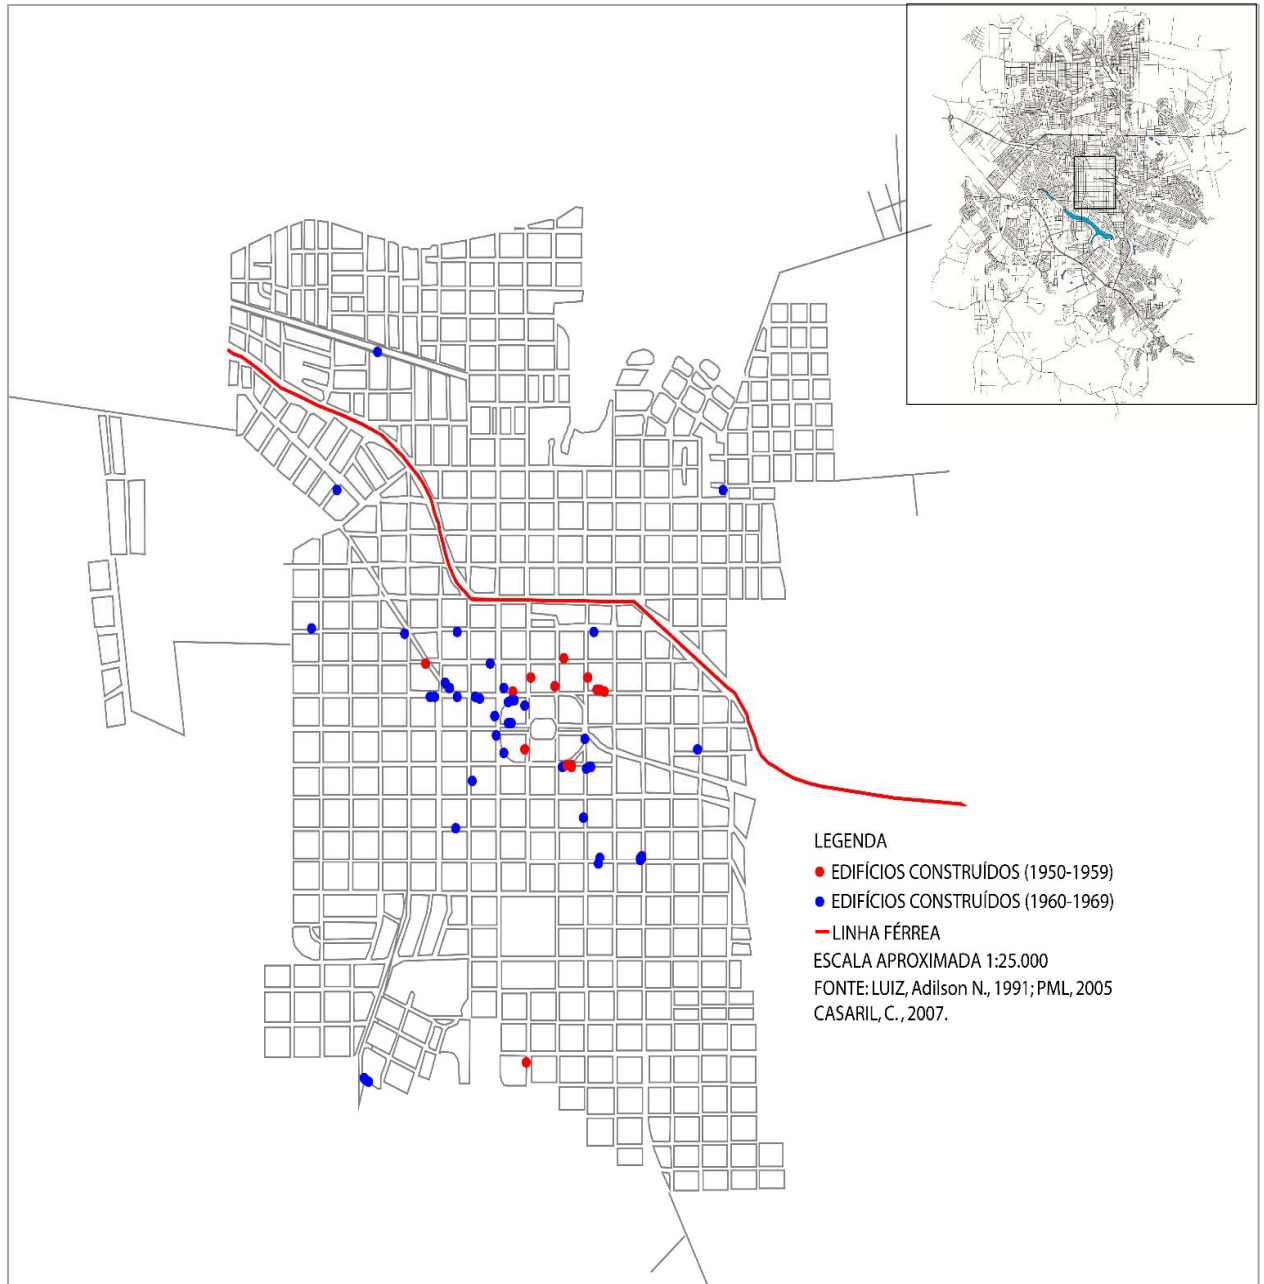 LEGENDA
EDIFÍCIOS CONSTRUÍDOS (1950-1959)
EDIFÍCIOS CONSTRUÍDOS (1960-1969)
LINHA FÉRREA
ESCALA APROXIMADA 1:25.000
FONTE: LUIZ, Adilson N., 1991; PML, 2005
CASARIL, C., 2007.